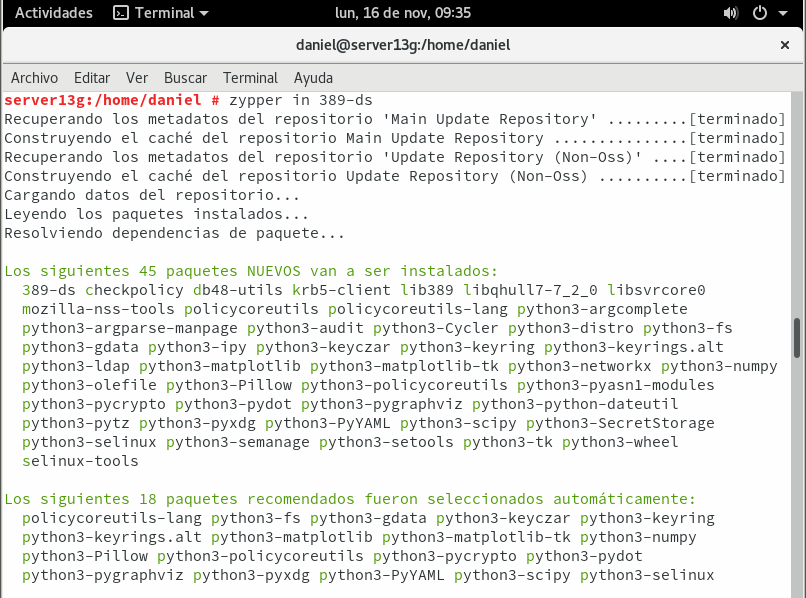 Actividades Terminal lun, 16 de nov, 09:35
daniel@server13g:/home/daniel ×
Archivo Editar Ver Buscar Terminal Ayuda
server13g:/home/daniel # zypper in 389-ds
Recuperando los metadatos del repositorio 'Main Update Repository' .........[terminado]
Construyendo el caché del repositorio Main Update Repository ...............[terminado]
Recuperando los metadatos del repositorio 'Update Repository (Non-Oss)' ....[terminado]
Construyendo el caché del repositorio Update Repository (Non-Oss) ..........[terminado]
Cargando datos del repositorio...
Leyendo los paquetes instalados...
Resolviendo dependencias de paquete...
Los siguientes 45 paquetes NUEVOS van a ser instalados:
389-ds checkpolicy db48-utils krb5-client lib389 libqhull7-7_2_0 libsvrcore0
mozilla-nss-tools policycoreutils policycoreutils-lang python3-argcomplete
python3-argparse-manpage python3-audit python3-Cycler python3-distro python3-fs
python3-gdata python3-ipy python3-keyczar python3-keyring python3-keyrings.alt
python3-ldap python3-matplotlib python3-matplotlib-tk python3-networkx python3-numpy
python3-olefile python3-Pillow python3-policycoreutils python3-pyasn1-modules
python3-pycrypto python3-pydot python3-pygraphviz python3-python-dateutil
python3-pytz python3-pyxdg python3-PyYAML python3-scipy python3-SecretStorage
python3-selinux python3-semanage python3-setools python3-tk python3-wheel
selinux-tools
Los siguientes 18 paquetes recomendados fueron seleccionados automáticamente:
policycoreutils-lang python3-fs python3-gdata python3-keyczar python3-keyring
python3-keyrings.alt python3-matplotlib python3-matplotlib-tk python3-numpy
python3-Pillow python3-policycoreutils python3-pycrypto python3-pydot
python3-pygraphviz python3-pyxdg python3-PyYAML python3-scipy python3-selinux